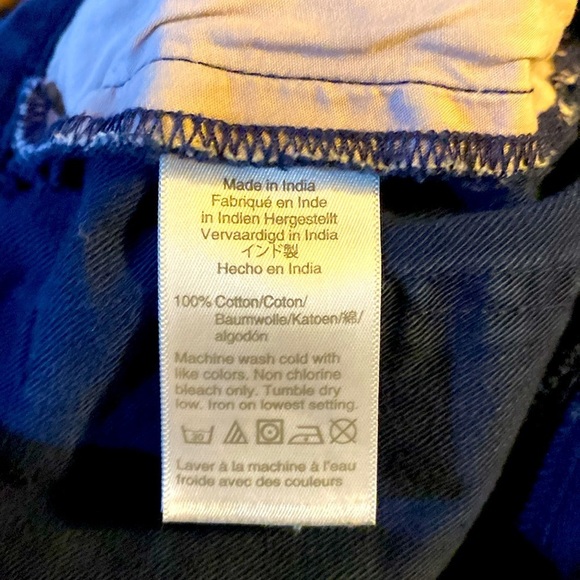 Made in India
Fabriqué en Inde
in Indien Hergestellt
Vervaardigd in India
インド製
Hecho en India
100% Cotton/Coton/
Baumwolle/Katoen/綿/
algodón
Machine wash cold with
like colors. Non chlorine
bleach only. Tumble dry
low. Iron on lowest setting.
30
Laver à la machine à l'eau
froide avec des couleurs